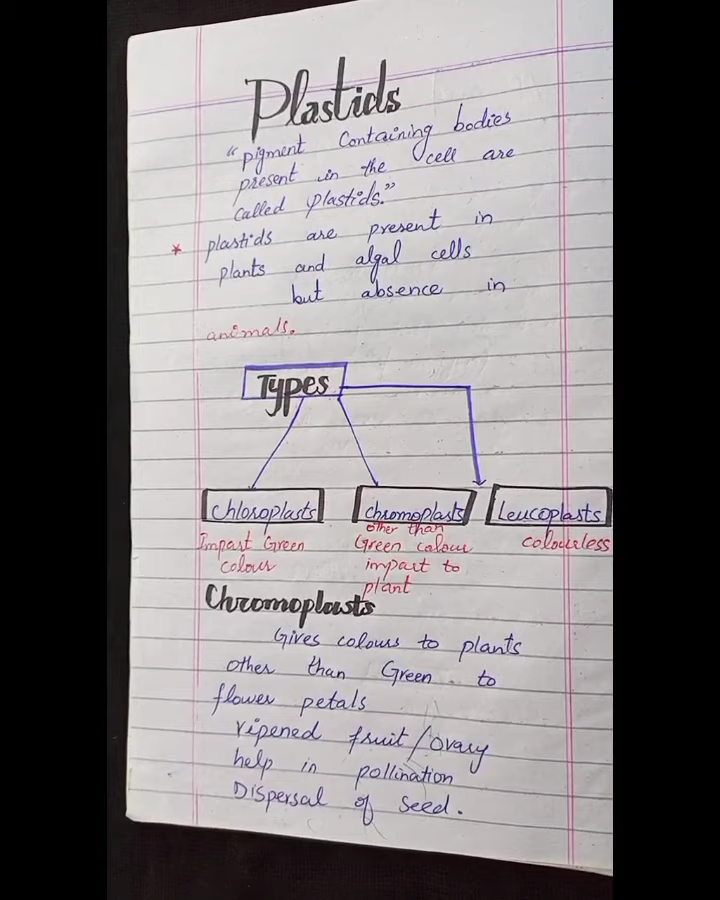 Plastids
"pigment Containing bodies
present in the cell are
called plastids."
* plastids are present in
plants and algal cells
but absence in
animals.
Types
Chloroplasts chromoplasts Leucoplasts
Impart Green
colour
other than
Green colour
impart to
plant
colourless
Chromoplasts
Gives colours to plants
other than Green to
flower petals
ripened fruit/ovary
help in pollination
Dispersal of seed.